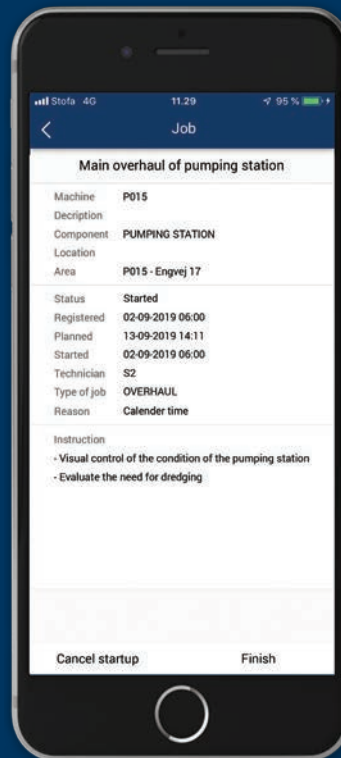 Stofa 4G 11.29 95 %
Job
Main overhaul of pumping station
Machine P015
Decription
Component PUMPING STATION
Location
Area P015 - Engvej 17
Status Started
Registered 02-09-2019 06:00
Planned 13-09-2019 14:11
Started 02-09-2019 06:00
Technician S2
Type of job OVERHAUL
Reason Calender time
Instruction
- Visual control of the condition of the pumping station
- Evaluate the need for dredging
Cancel startup Finish